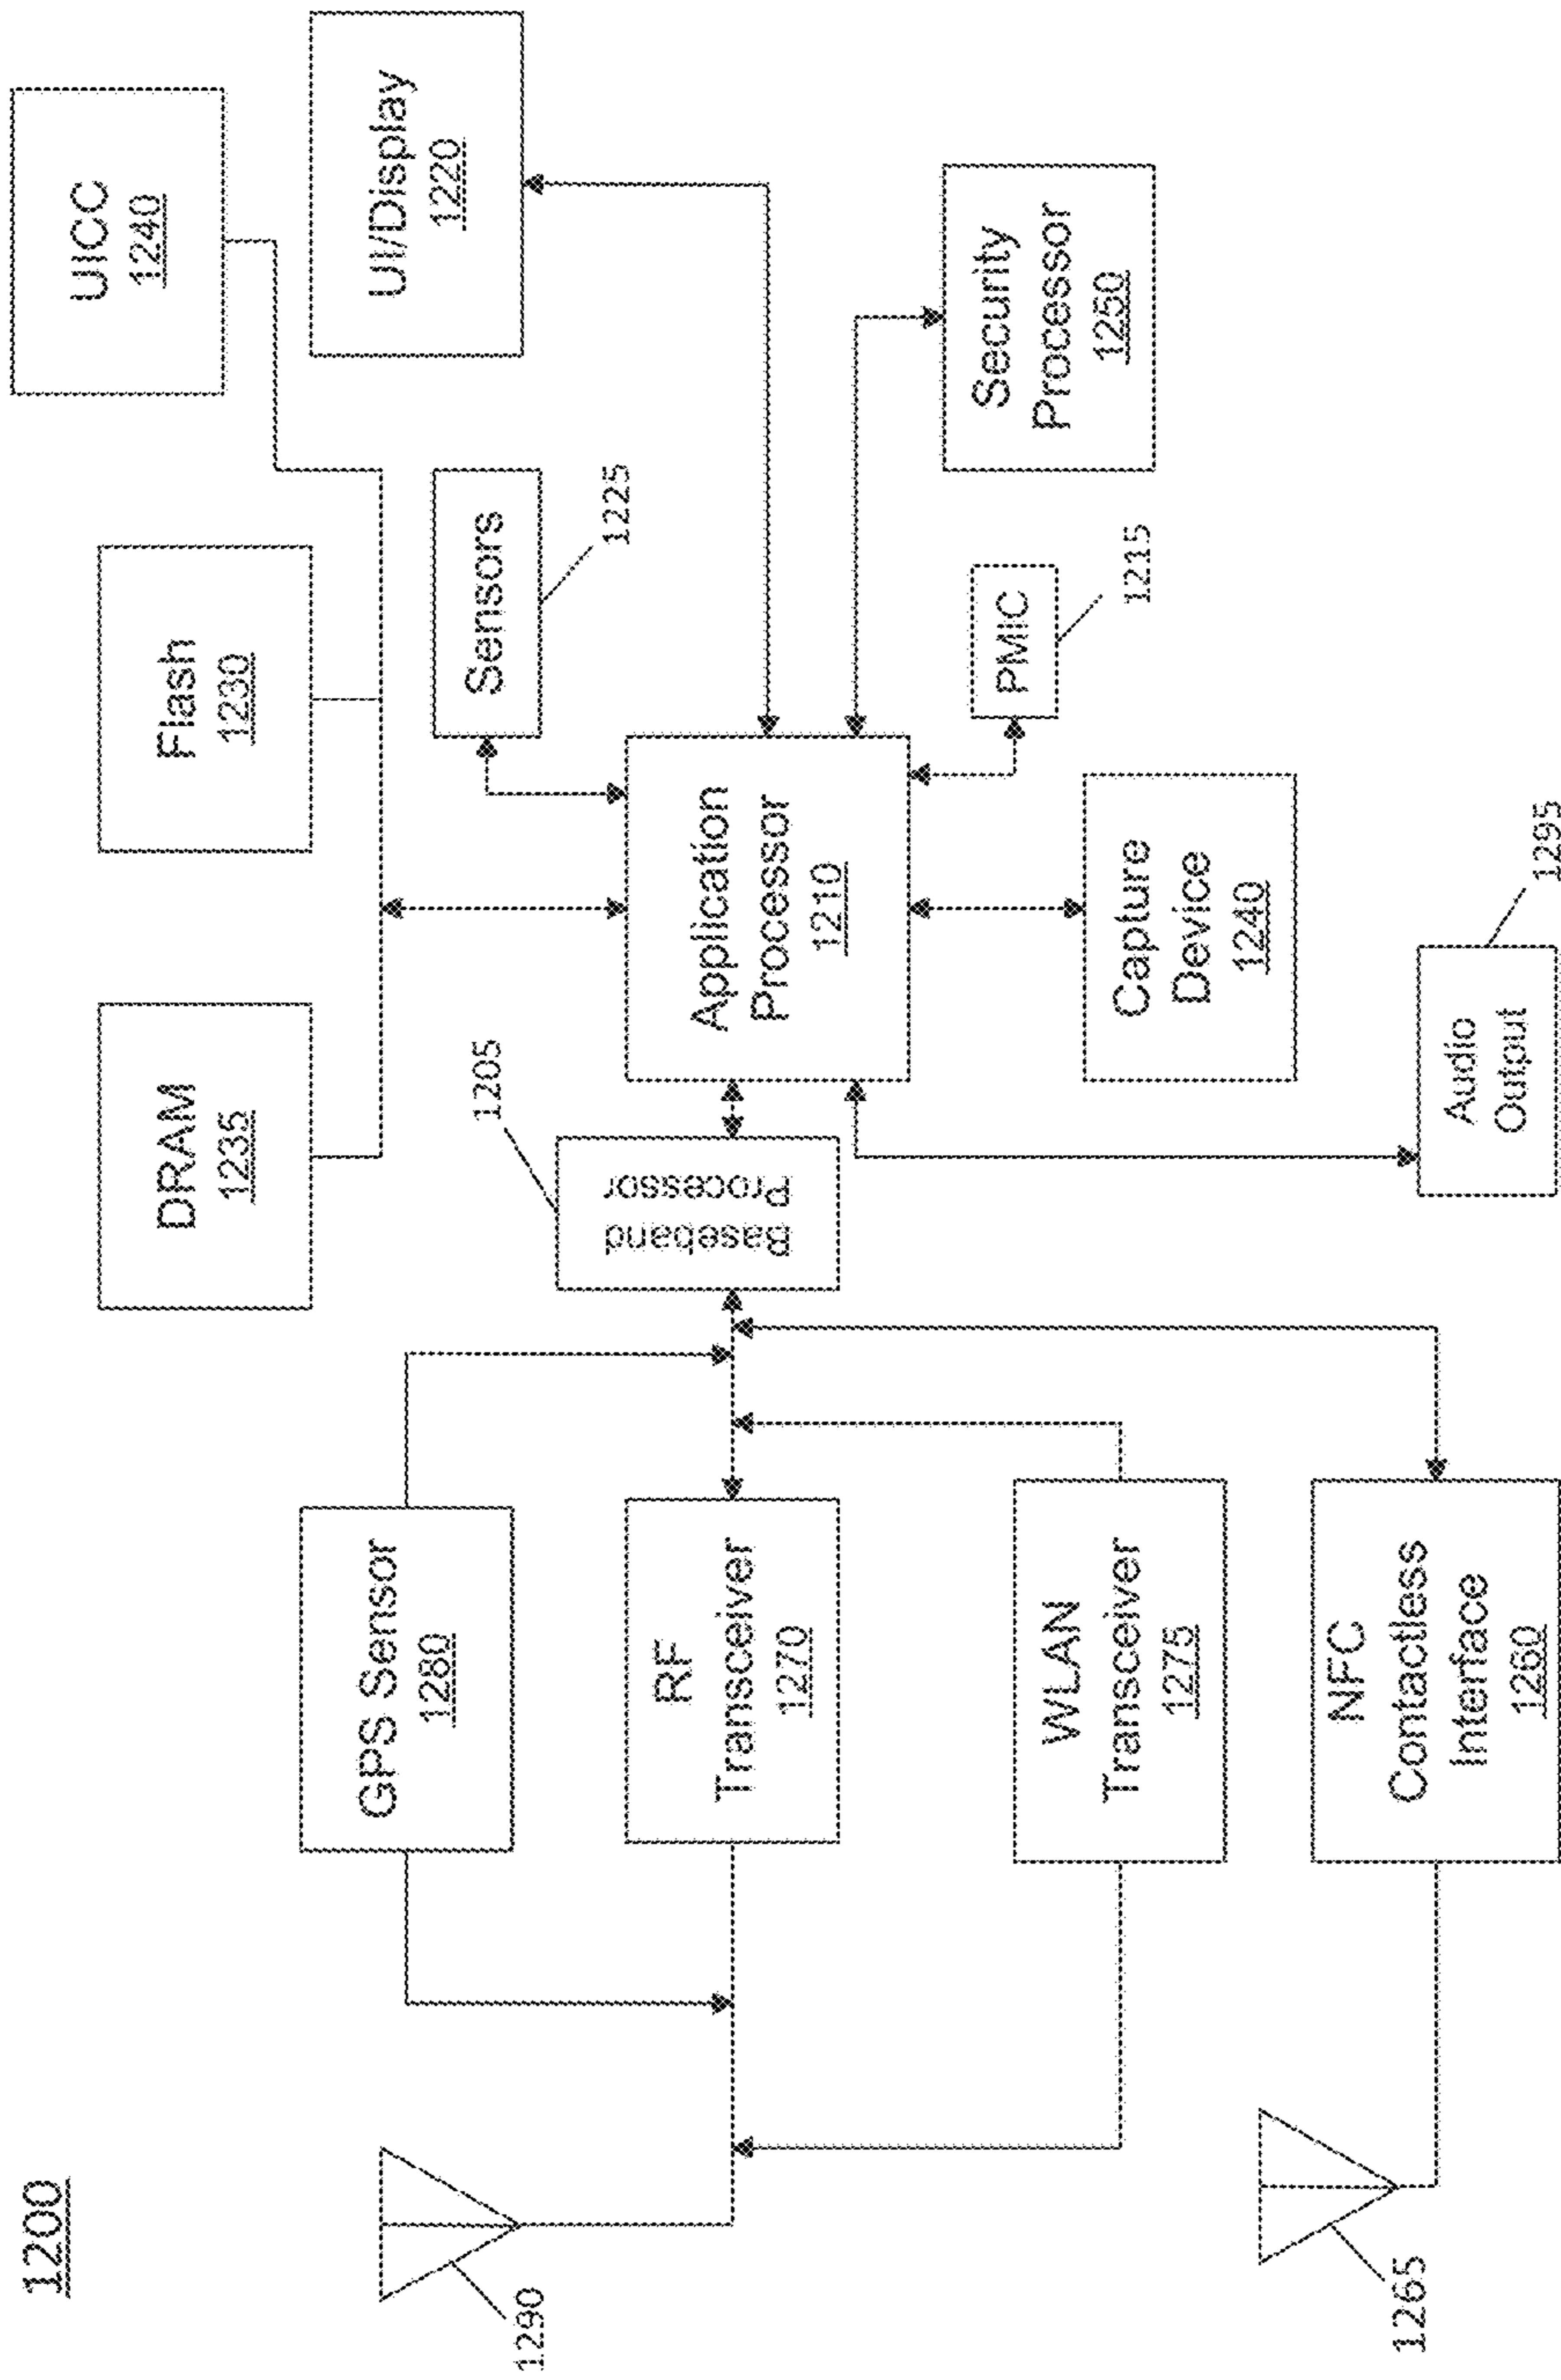 1200
UICC
1240
Flash
1230
DRAM
1235
UI/Display
1220
Sensors
1225
GPS Sensor
1280
1290
1205
Baseband
Processor
Application
Processor
1210
RF
Transceiver
1270
Security
Processor
1250
PMIC
1215
Capture
Device
1240
WLAN
Transceiver
1275
Audio
Output
1295
NFC
Contactless
Interface
1260
1265